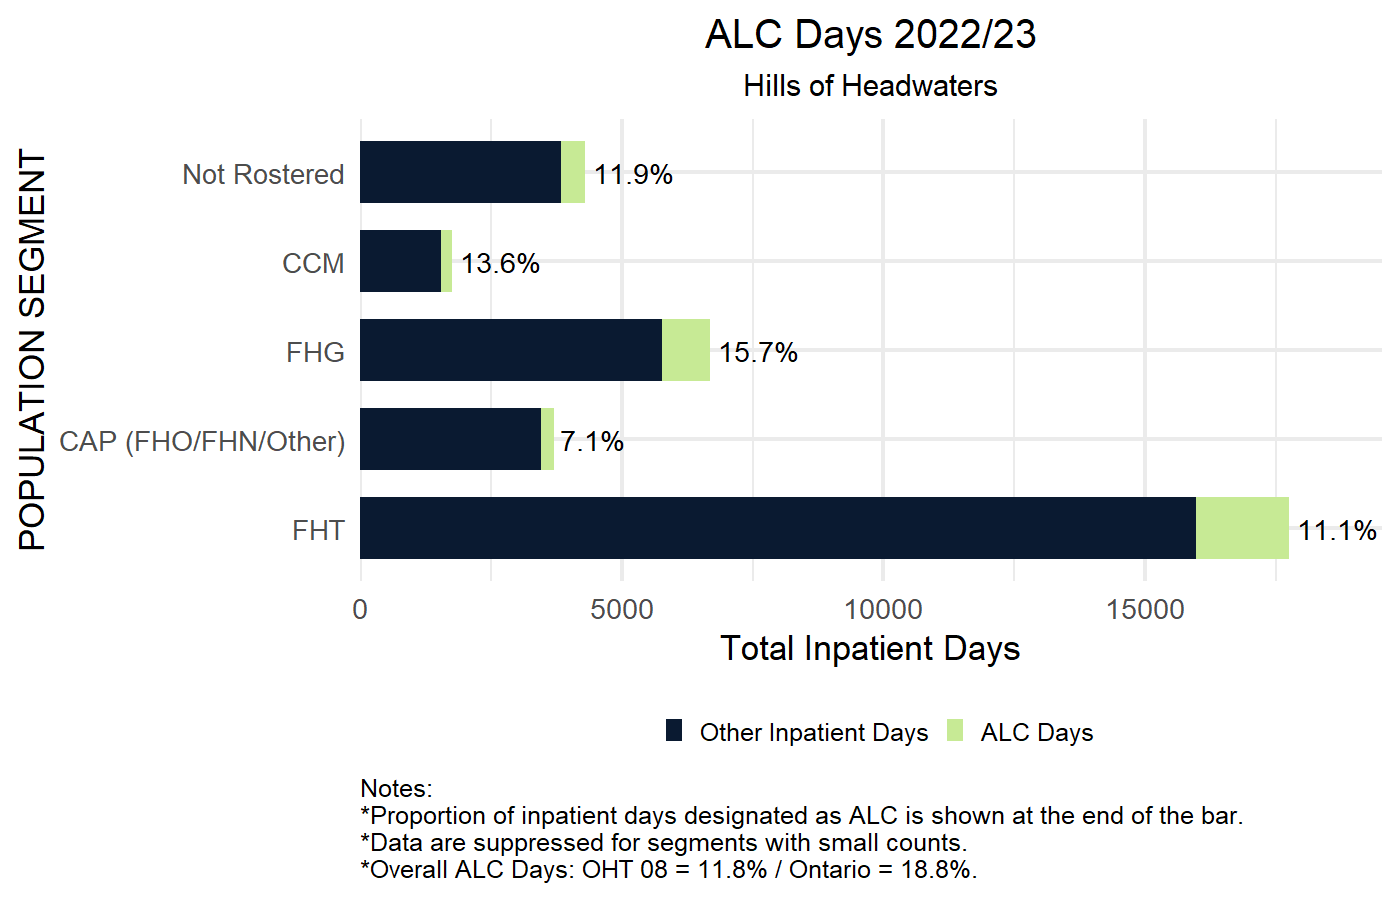 ALC Days 2022/23
Hills of Headwaters
POPULATION SEGMENT
Not Rostered
11.9%
CCM
13.6%
FHG
15.7%
CAP (FHO/FHN/Other)
7.1%
FHT
11.1%
0
5000
10000
15000
Total Inpatient Days
Other Inpatient Days
ALC Days
Notes:
*Proportion of inpatient days designated as ALC is shown at the end of the bar.
*Data are suppressed for segments with small counts.
*Overall ALC Days: OHT 08 = 11.8% / Ontario = 18.8%.